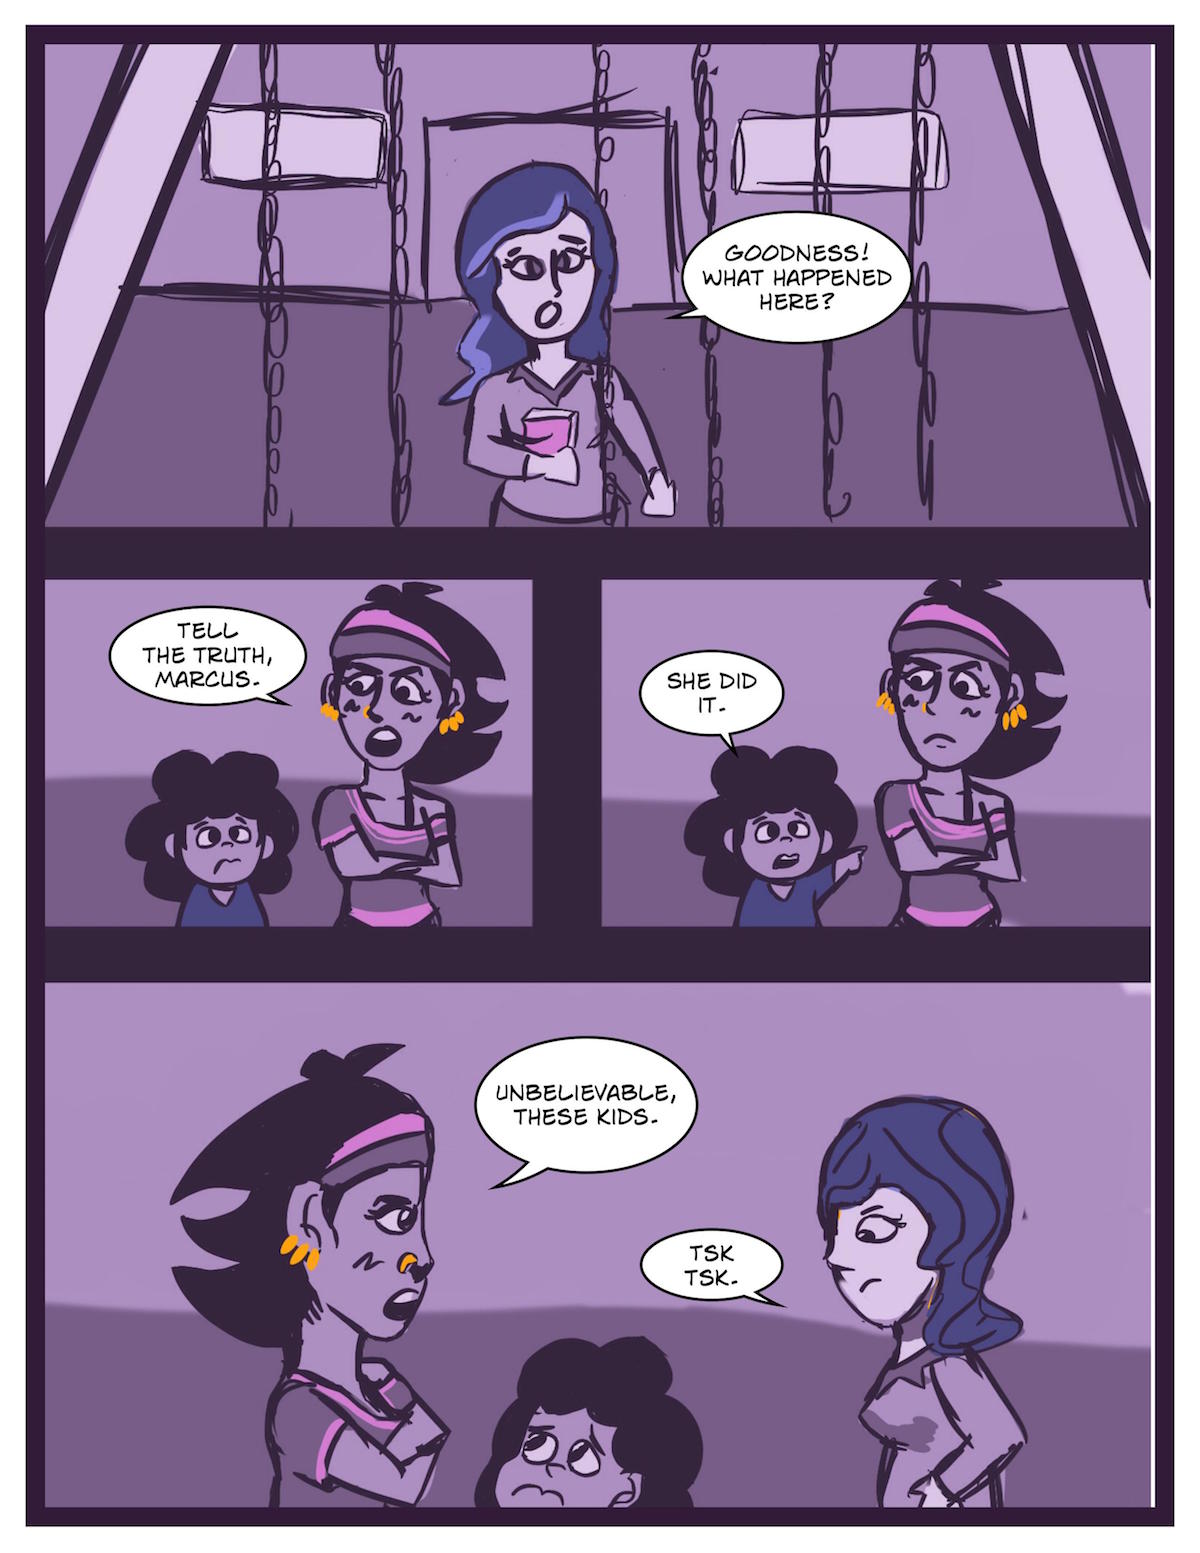 GOODNESS!
WHAT HAPPENED
HERE?
TELL
THE TRUTH,
MARCUS.
SHE DID
IT.
UNBELIEVABLE,
THESE KIDS.
TSK
TSK.